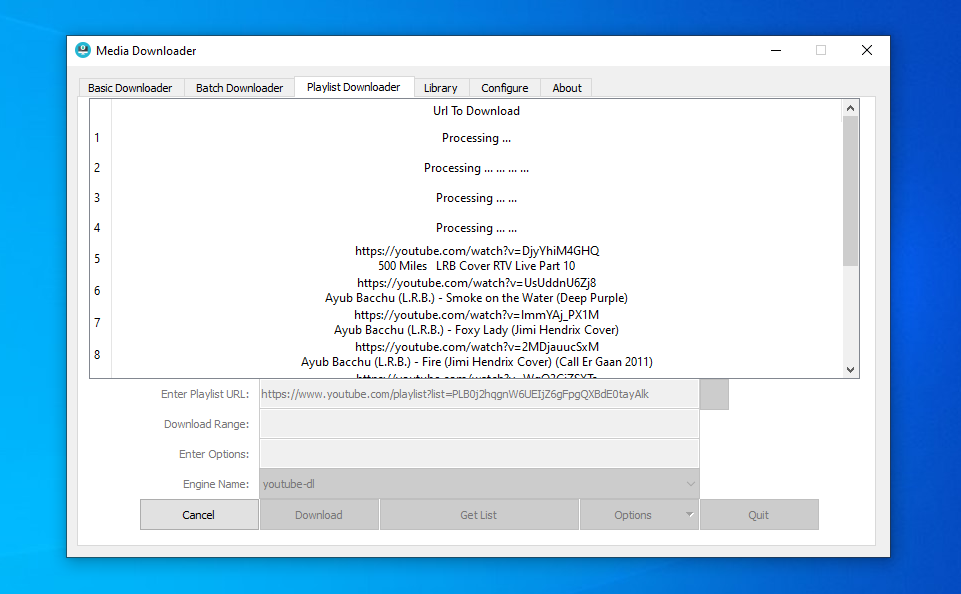 Media Downloader
Basic Downloader Batch Downloader Playlist Downloader Library Configure About
Url To Download
1 Processing ...
2 Processing ... ... ... ...
3 Processing ... ...
4 Processing ... ...
https://youtube.com/watch?v=DjyYhiM4GHQ
5 500 Miles LRB Cover RTV Live Part 10
https://youtube.com/watch?v=UsUddnU6Zj8
6 Ayub Bacchu (L.R.B.) - Smoke on the Water (Deep Purple)
https://youtube.com/watch?v=lmmYAj_PX1M
7 Ayub Bacchu (L.R.B.) - Foxy Lady (Jimi Hendrix Cover)
https://youtube.com/watch?v=2MDjauucSxM
8 Ayub Bacchu (L.R.B.) - Fire (Jimi Hendrix Cover) (Call Er Gaan 2011)
Enter Playlist URL: https://www.youtube.com/playlist?list=PLB0j2hqgnW6UEIjZ6gFpgQXBdE0tayAlk
Download Range:
Enter Options:
Engine Name: youtube-dl
Cancel Download Get List Options Quit